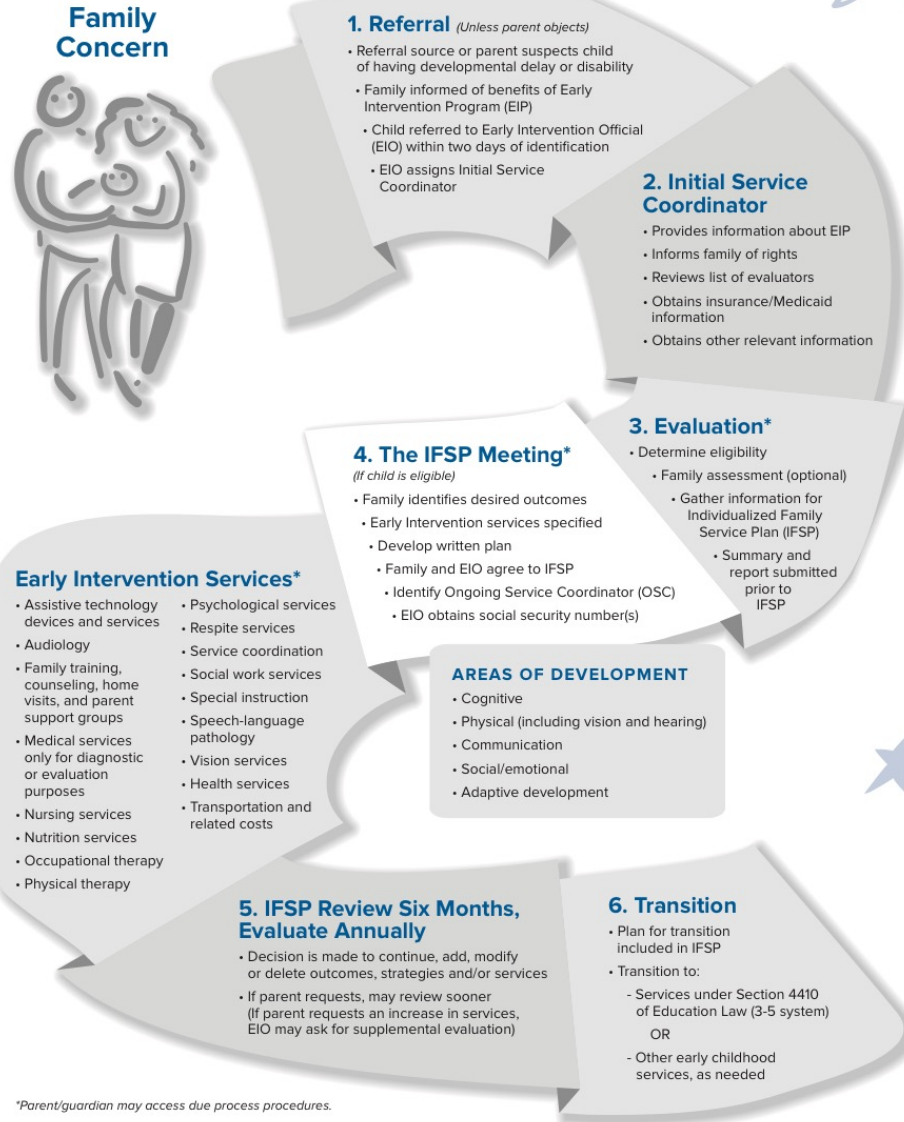 Family
Concern
1. Referral (Unless parent objects)
• Referral source or parent suspects child
of having developmental delay or disability
• Family informed of benefits of Early
Intervention Program (EIP)
• Child referred to Early Intervention Official
(EIO) within two days of identification
• EIO assigns Initial Service
Coordinator
2. Initial Service
Coordinator
• Provides information about EIP
• Informs family of rights
• Reviews list of evaluators
• Obtains insurance/Medicaid
information
• Obtains other relevant information
3. Evaluation*
• Determine eligibility
• Family assessment (optional)
• Gather information for
Individualized Family
Service Plan (IFSP)
• Summary and
report submitted
prior to
IFSP
4. The IFSP Meeting*
(If child is eligible)
• Family identifies desired outcomes
• Early Intervention services specified
• Develop written plan
• Family and EIO agree to IFSP
• Identify Ongoing Service Coordinator (OSC)
• EIO obtains social security number(s)
Early Intervention Services*
• Assistive technology
devices and services
• Audiology
• Family training,
counseling, home
visits, and parent
support groups
• Medical services
only for diagnostic
or evaluation
purposes
• Nursing services
• Nutrition services
• Occupational therapy
• Physical therapy
• Psychological services
• Respite services
• Service coordination
• Social work services
• Special instruction
• Speech-language
pathology
• Vision services
• Health services
• Transportation and
related costs
AREAS OF DEVELOPMENT
• Cognitive
• Physical (including vision and hearing)
• Communication
• Social/emotional
• Adaptive development
5. IFSP Review Six Months,
Evaluate Annually
• Decision is made to continue, add, modify
or delete outcomes, strategies and/or services
• If parent requests, may review sooner
(If parent requests an increase in services,
EIO may ask for supplemental evaluation)
6. Transition
• Plan for transition
included in IFSP
• Transition to:
- Services under Section 4410
of Education Law (3-5 system)
OR
- Other early childhood
services, as needed
*Parent/guardian may access due process procedures.